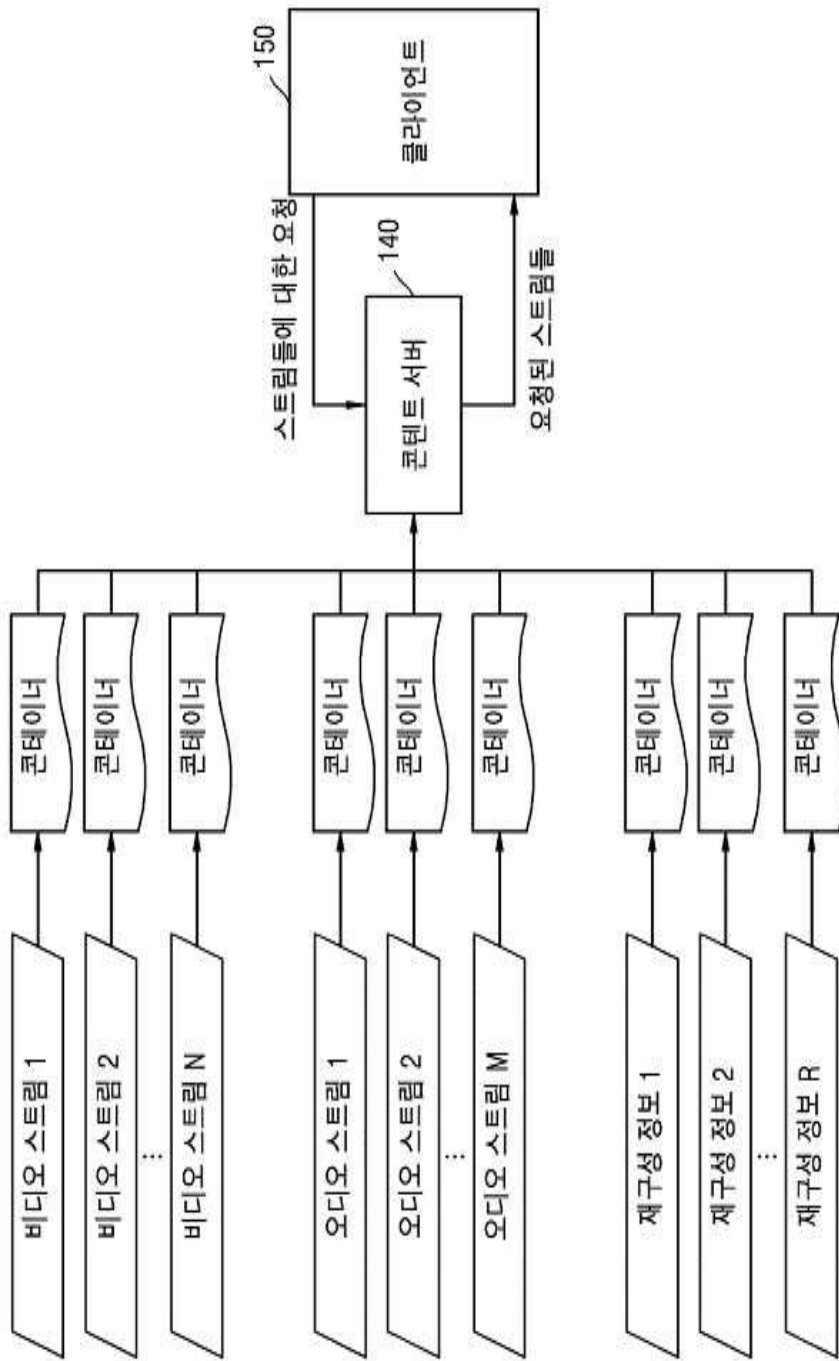 비디오 스트림 1
콘테이너
비디오 스트림 2
콘테이너
...
비디오 스트림 N
콘테이너
오디오 스트림 1
콘테이너
오디오 스트림 2
콘테이너
...
오디오 스트림 M
콘테이너
재구성 정보 1
콘테이너
재구성 정보 2
콘테이너
...
재구성 정보 R
콘테이너
스트림들에 대한 요청
140
콘텐트 서버
요청된 스트림들
150
클라이언트